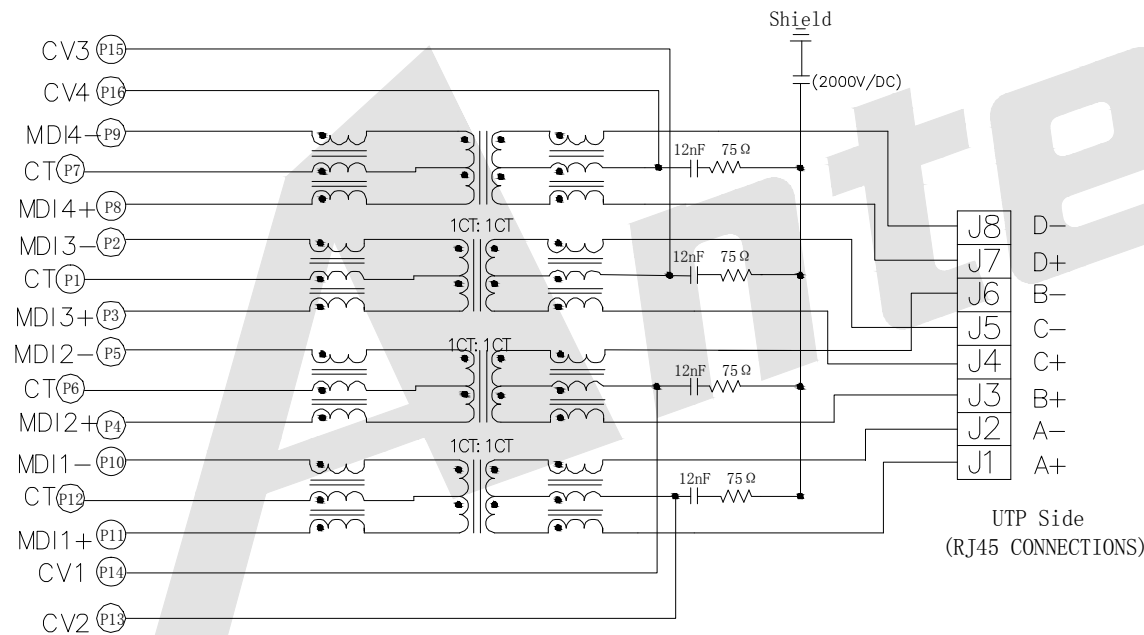 Shield
CV3 P15
(2000V/DC)
CV4 P16
MDI4- P9
12nF 75Ω
CT P7
MDI4+ P8
1CT: 1CT
J8 D-
MDI3- P2
12nF 75Ω
J7 D+
CT P1
J6 B-
MDI3+ P3
J5 C-
1CT: 1CT
MDI2- P5
J4 C+
12nF 75Ω
CT P6
J3 B+
MDI2+ P4
J2 A-
1CT: 1CT
MDI1- P10
J1 A+
12nF 75Ω
CT P12
UTP Side
MDI1+ P11
(RJ45 CONNECTIONS)
CV1 P14
CV2 P13
Ante